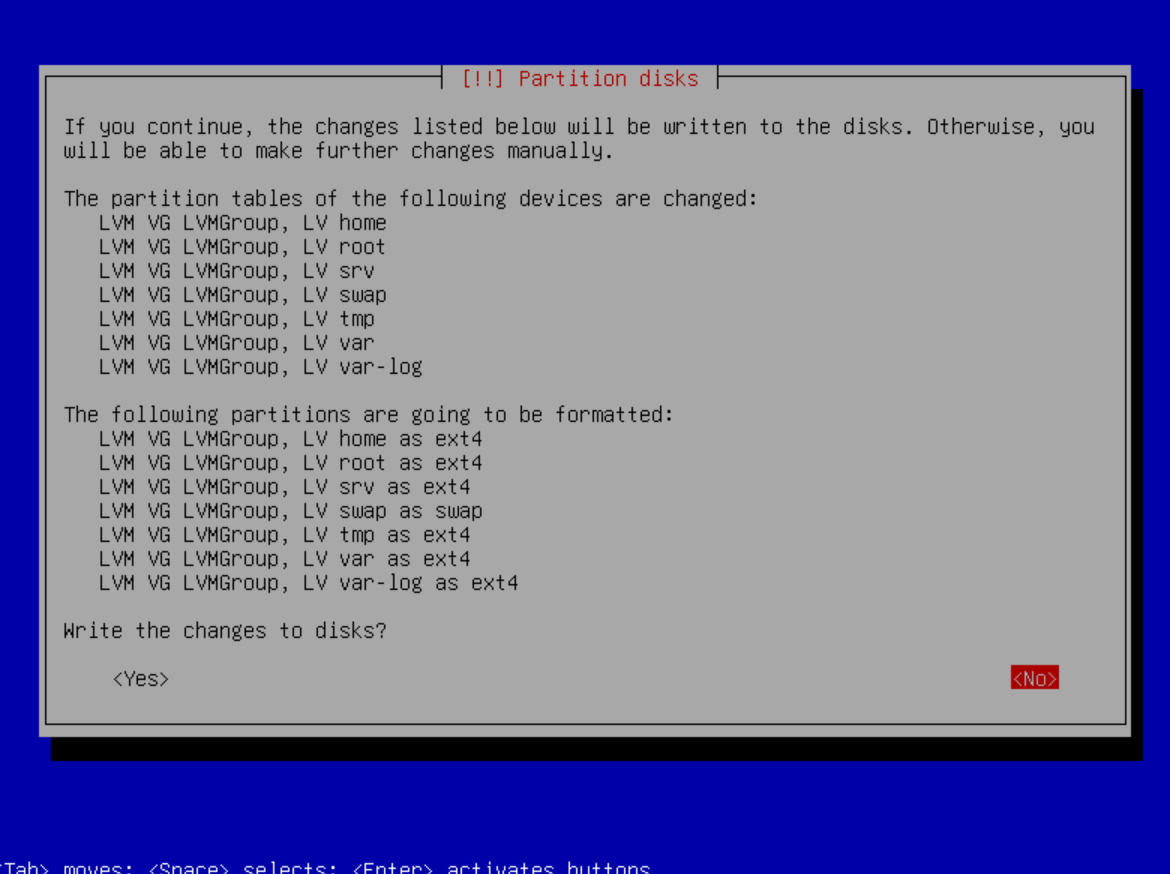 [!!] Partition disks
If you continue, the changes listed below will be written to the disks. Otherwise, you
will be able to make further changes manually.
The partition tables of the following devices are changed:
LVM VG LVMGroup, LV home
LVM VG LVMGroup, LV root
LVM VG LVMGroup, LV srv
LVM VG LVMGroup, LV swap
LVM VG LVMGroup, LV tmp
LVM VG LVMGroup, LV var
LVM VG LVMGroup, LV var-log
The following partitions are going to be formatted:
LVM VG LVMGroup, LV home as ext4
LVM VG LVMGroup, LV root as ext4
LVM VG LVMGroup, LV srv as ext4
LVM VG LVMGroup, LV swap as swap
LVM VG LVMGroup, LV tmp as ext4
LVM VG LVMGroup, LV var as ext4
LVM VG LVMGroup, LV var-log as ext4
Write the changes to disks?
<Yes> <No>
<Tab> moves; <Space> selects; <Enter> activates buttons